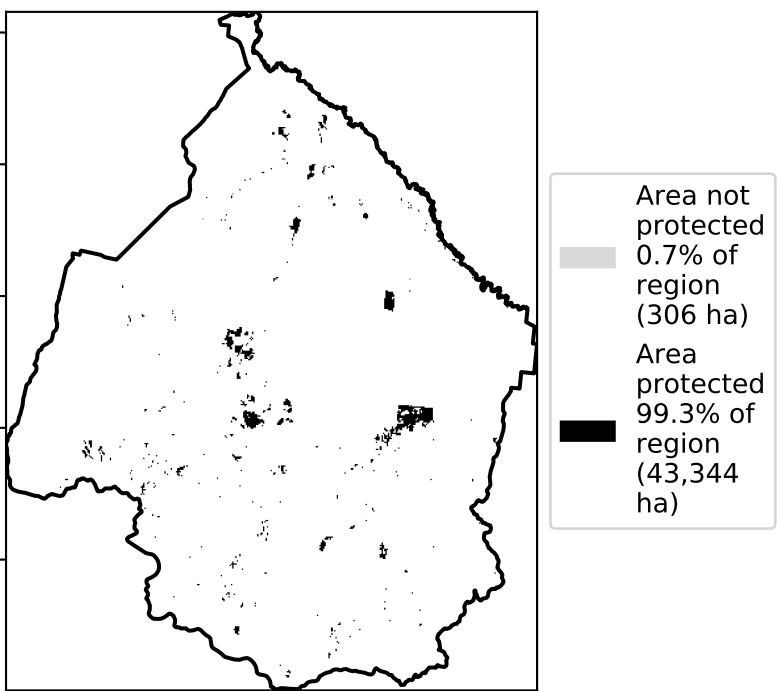 Area not
protected
0.7% of
region
(306 ha)
Area
protected
99.3% of
region
(43,344
ha)